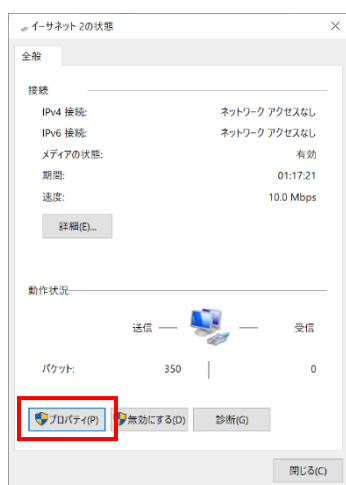 イーサネット 2の状態
全般
接続
IPv4 接続: ネットワーク アクセスなし
IPv6 接続: ネットワーク アクセスなし
メディアの状態: 有効
期間: 01:17:21
速度: 10.0 Mbps
詳細(E)...
動作状況
送信 受信
パケット: 350 0
プロパティ(P) 無効にする(D) 診断(G)
閉じる(C)